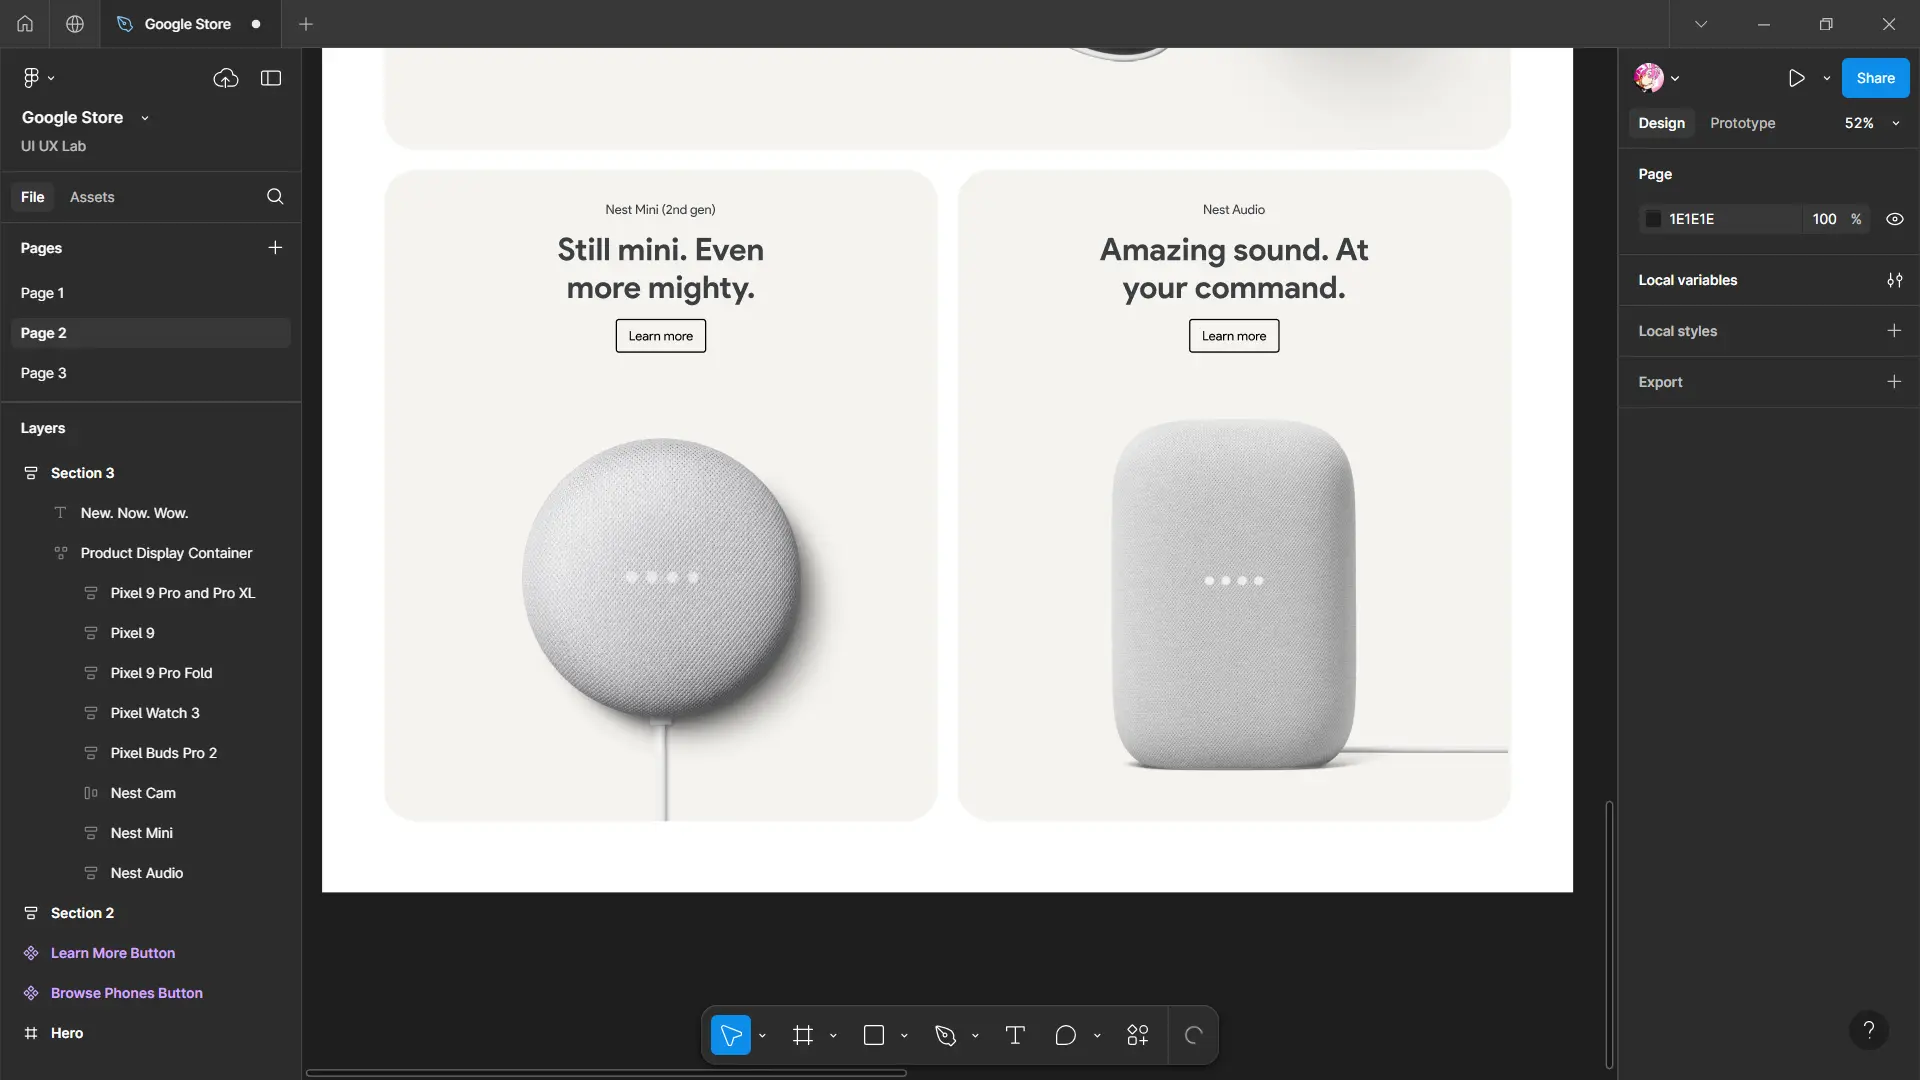 Google Store
Google Store
UI UX Lab
File
Assets
Pages
Page 1
Page 2
Page 3
Layers
Section 3
New. Now. Wow.
Product Display Container
Pixel 9 Pro and Pro XL
Pixel 9
Pixel 9 Pro Fold
Pixel Watch 3
Pixel Buds Pro 2
Nest Cam
Nest Mini
Nest Audio
Section 2
Learn More Button
Browse Phones Button
Hero
Nest Mini (2nd gen)
Still mini. Even
more mighty.
Learn more
Nest Audio
Amazing sound. At
your command.
Learn more
Share
Design
Prototype
52%
Page
1E1E1E
100 %
Local variables
Local styles
Export
?